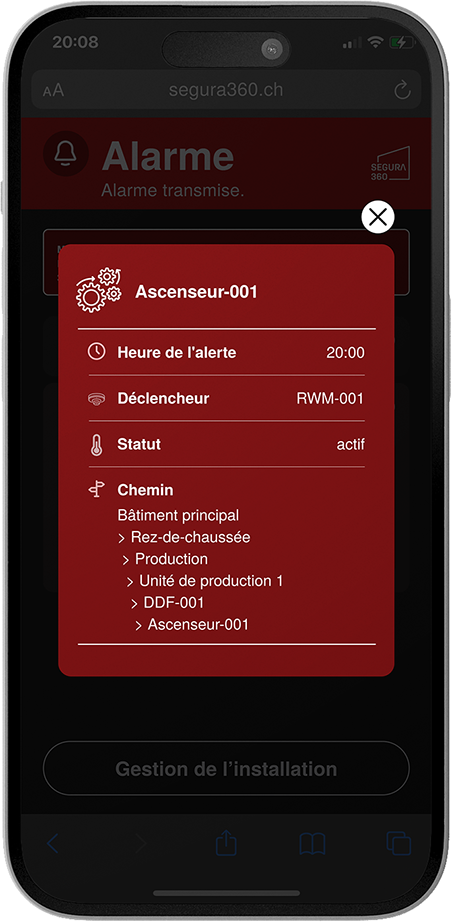 20:08
AA
segura360.ch
Alarme
Alarme transmise.
SEGURA
360
Ascenseur-001
Heure de l'alerte 20:00
Déclencheur RWM-001
Statut actif
Chemin
Bâtiment principal
> Rez-de-chaussée
> Production
> Unité de production 1
> DDF-001
> Ascenseur-001
Gestion de l’installation